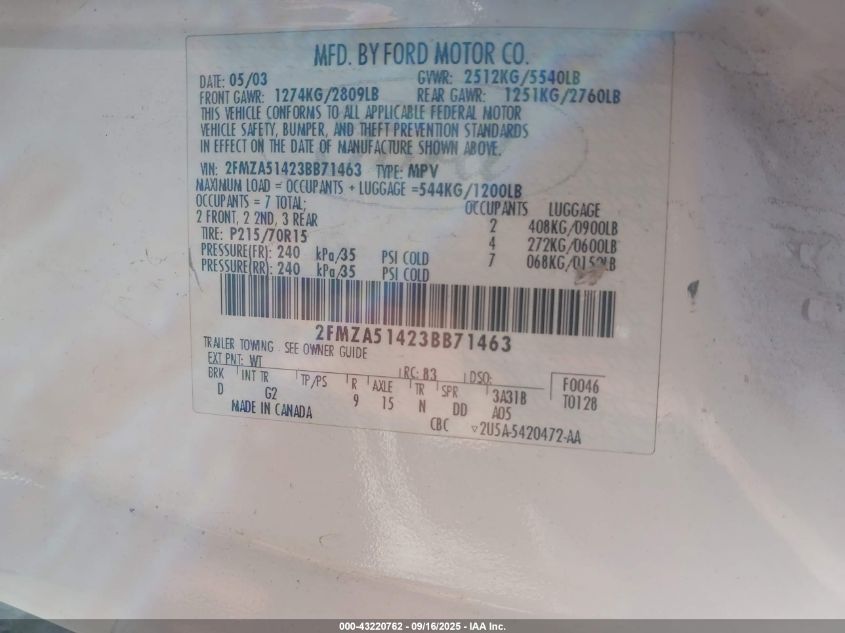 MFD. BY FORD MOTOR CO.
DATE: 05/03 GVWR: 2512KG/5540LB
FRONT GAWR: 1274KG/2809LB REAR GAWR: 1251KG/2760LB
THIS VEHICLE CONFORMS TO ALL APPLICABLE FEDERAL MOTOR
VEHICLE SAFETY, BUMPER, AND THEFT PREVENTION STANDARDS
IN EFFECT ON THE DATE OF MANUFACTURE SHOWN ABOVE.
VIN: 2FMZA51423BB71463 TYPE: MPV
MAXIMUM LOAD = OCCUPANTS + LUGGAGE =544KG/1200LB
OCCUPANTS = 7 TOTAL; OCCUPANTS LUGGAGE
2 FRONT, 2 2ND, 3 REAR 2 408KG/0900LB
TIRE: P215/70R15 4 272KG/0600LB
PRESSURE(FR): 240 kPa/35 PSI COLD 7 068KG/0150LB
PRESSURE(RR): 240 kPa/35 PSI COLD
2FMZA51423BB71463
TRAILER TOWING - SEE OWNER GUIDE
EXT PNT: WT RC: 83 DSO:
BRK INT TR TP/PS R AXLE TR SPR 3A31B F0046
D G2 9 15 N DD A05 T0128
MADE IN CANADA
CBC ▽2U5A-5420472-AA
000-43220762 - 09/16/2025 - IAA Inc.